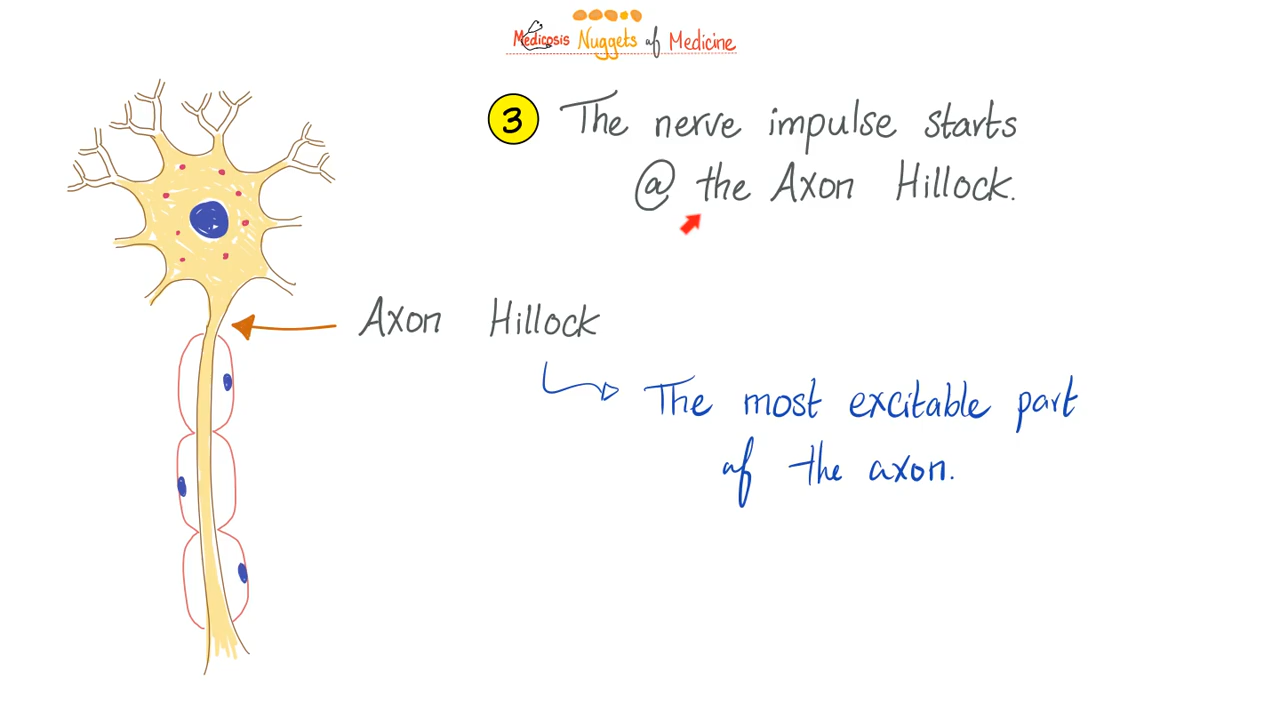 Medicosis Nuggets of Medicine
3 The nerve impulse starts
@ the Axon Hillock.
Axon Hillock
The most excitable part
of the axon.